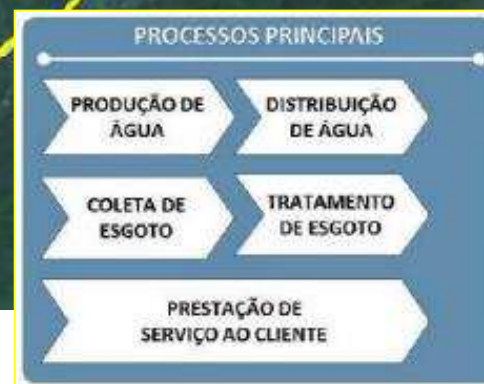 PROCESSOS PRINCIPAIS
PRODUÇÃO DE
ÁGUA
DISTRIBUIÇÃO
DE ÁGUA
COLETA DE
ESGOTO
TRATAMENTO
DE ESGOTO
PRESTAÇÃO DE
SERVIÇO AO CLIENTE